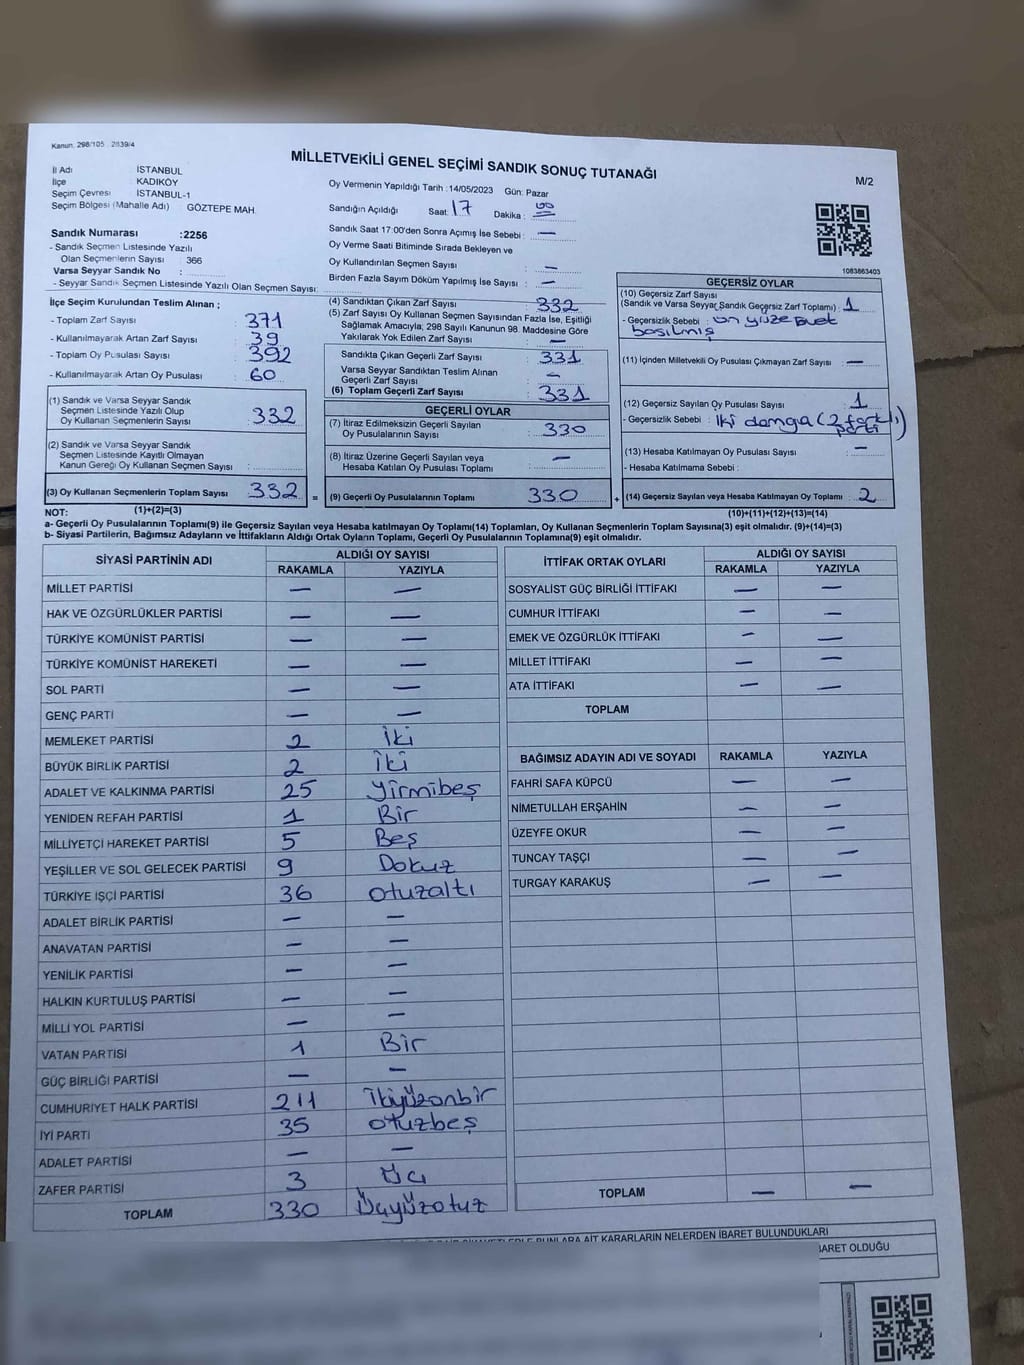 Kanun, 298/105 . 2839/4
MİLLETVEKİLİ GENEL SEÇİMİ SANDIK SONUÇ TUTANAĞI
M/2
İl Adı İSTANBUL
İlçe KADIKÖY
Seçim Çevresi İSTANBUL-1
Seçim Bölgesi (Mahalle Adı) GÖZTEPE MAH.
Oy Vermenin Yapıldığı Tarih : 14/05/2023 Gün: Pazar
Sandığın Açıldığı Saat: 17 Dakika : 00
Sandık Saat 17:00'den Sonra Açımış İse Sebebi : —
Oy Verme Saati Bitiminde Sırada Bekleyen ve
Oy Kullandırılan Seçmen Sayısı : —
Birden Fazla Sayım Döküm Yapılmış İse Sayısı : —
Sandık Numarası :2256
- Sandık Seçmen Listesinde Yazılı
Olan Seçmenlerin Sayısı : 366
Varsa Seyyar Sandık No :
- Seyyar Sandık Seçmen Listesinde Yazılı Olan Seçmen Sayısı:
1083863403
İlçe Seçim Kurulundan Teslim Alınan ;
- Toplam Zarf Sayısı : 371
- Kullanılmayarak Artan Zarf Sayısı : 39
- Toplam Oy Pusulası Sayısı : 392
- Kullanılmayarak Artan Oy Pusulası : 60
(1) Sandık ve Varsa Seyyar Sandık
Seçmen Listesinde Yazılı Olup
Oy Kullanan Seçmenlerin Sayısı : 332
(2) Sandık ve Varsa Seyyar Sandık
Seçmen Listesinde Kayıtlı Olmayan
Kanun Gereği Oy Kullanan Seçmen Sayısı :
(3) Oy Kullanan Seçmenlerin Toplam Sayısı : 332 =
(1)+(2)=(3)
(4) Sandıktan Çıkan Zarf Sayısı : 332
(5) Zarf Sayısı Oy Kullanan Seçmen Sayısından Fazla İse, Eşitliği
Sağlamak Amacıyla; 298 Sayılı Kanunun 98. Maddesine Göre
Yakılarak Yok Edilen Zarf Sayısı : —
Sandıkta Çıkan Geçerli Zarf Sayısı : 331
Varsa Seyyar Sandıktan Teslim Alınan
Geçerli Zarf Sayısı : —
(6) Toplam Geçerli Zarf Sayısı : 331
GEÇERLİ OYLAR
(7) İtiraz Edilmeksizin Geçerli Sayılan
Oy Pusulalarının Sayısı : 330
(8) İtiraz Üzerine Geçerli Sayılan veya
Hesaba Katılan Oy Pusulası Toplamı : —
(9) Geçerli Oy Pusulalarının Toplamı : 330 +
GEÇERSİZ OYLAR
(10) Geçersiz Zarf Sayısı
(Sandık ve Varsa Seyyar Sandık Geçersiz Zarf Toplamı) : 1
- Geçersizlik Sebebi : ön yüze Evet
basılmış
(11) İçinden Milletvekili Oy Pusulası Çıkmayan Zarf Sayısı : —
(12) Geçersiz Sayılan Oy Pusulası Sayısı : 1
- Geçersizlik Sebebi : İki damga (2 farklı
parti)
(13) Hesaba Katılmayan Oy Pusulası Sayısı : —
- Hesaba Katılmama Sebebi :
(14) Geçersiz Sayılan veya Hesaba Katılmayan Oy Toplamı : 2
(10)+(11)+(12)+(13)=(14)
NOT:
a- Geçerli Oy Pusulalarının Toplamı(9) ile Geçersiz Sayılan veya Hesaba katılmayan Oy Toplamı(14) Toplamları, Oy Kullanan Seçmenlerin Toplam Sayısına(3) eşit olmalıdır. (9)+(14)=(3)
b- Siyasi Partilerin, Bağımsız Adayların ve İttifakların Aldığı Ortak Oyların Toplamı, Geçerli Oy Pusulalarının Toplamına(9) eşit olmalıdır.
SİYASİ PARTİNİN ADI ALDIĞI OY SAYISI
RAKAMLA YAZIYLA
MİLLET PARTİSİ — —
HAK VE ÖZGÜRLÜKLER PARTİSİ — —
TÜRKİYE KOMÜNİST PARTİSİ — —
TÜRKİYE KOMÜNİST HAREKETİ — —
SOL PARTİ — —
GENÇ PARTİ — —
MEMLEKET PARTİSİ 2 İki
BÜYÜK BİRLİK PARTİSİ 2 İki
ADALET VE KALKINMA PARTİSİ 25 yirmibeş
YENİDEN REFAH PARTİSİ 1 Bir
MİLLİYETÇİ HAREKET PARTİSİ 5 Beş
YEŞİLLER VE SOL GELECEK PARTİSİ 9 Dokuz
TÜRKİYE İŞÇİ PARTİSİ 36 otuzaltı
ADALET BİRLİK PARTİSİ — —
ANAVATAN PARTİSİ — —
YENİLİK PARTİSİ — —
HALKIN KURTULUŞ PARTİSİ — —
MİLLİ YOL PARTİSİ — —
VATAN PARTİSİ 1 Bir
GÜÇ BİRLİĞİ PARTİSİ — —
CUMHURİYET HALK PARTİSİ 211 İkiyüzonbir
İYİ PARTİ 35 otuzbeş
ADALET PARTİSİ — —
ZAFER PARTİSİ 3 Üç
TOPLAM 330 Üçyüzotuz
İTTİFAK ORTAK OYLARI ALDIĞI OY SAYISI
RAKAMLA YAZIYLA
SOSYALİST GÜÇ BİRLİĞİ İTTİFAKI — —
CUMHUR İTTİFAKI — —
EMEK VE ÖZGÜRLÜK İTTİFAKI — —
MİLLET İTTİFAKI — —
ATA İTTİFAKI — —
TOPLAM
BAĞIMSIZ ADAYIN ADI VE SOYADI RAKAMLA YAZIYLA
FAHRİ SAFA KÜPCÜ — —
NİMETULLAH ERŞAHİN — —
ÜZEYFE OKUR — —
TUNCAY TAŞÇI — —
TURGAY KARAKUŞ — —
TOPLAM — —
BUNLARA AİT KARARLARIN NELERDEN İBARET BULUNDUKLARI
OLDUĞU